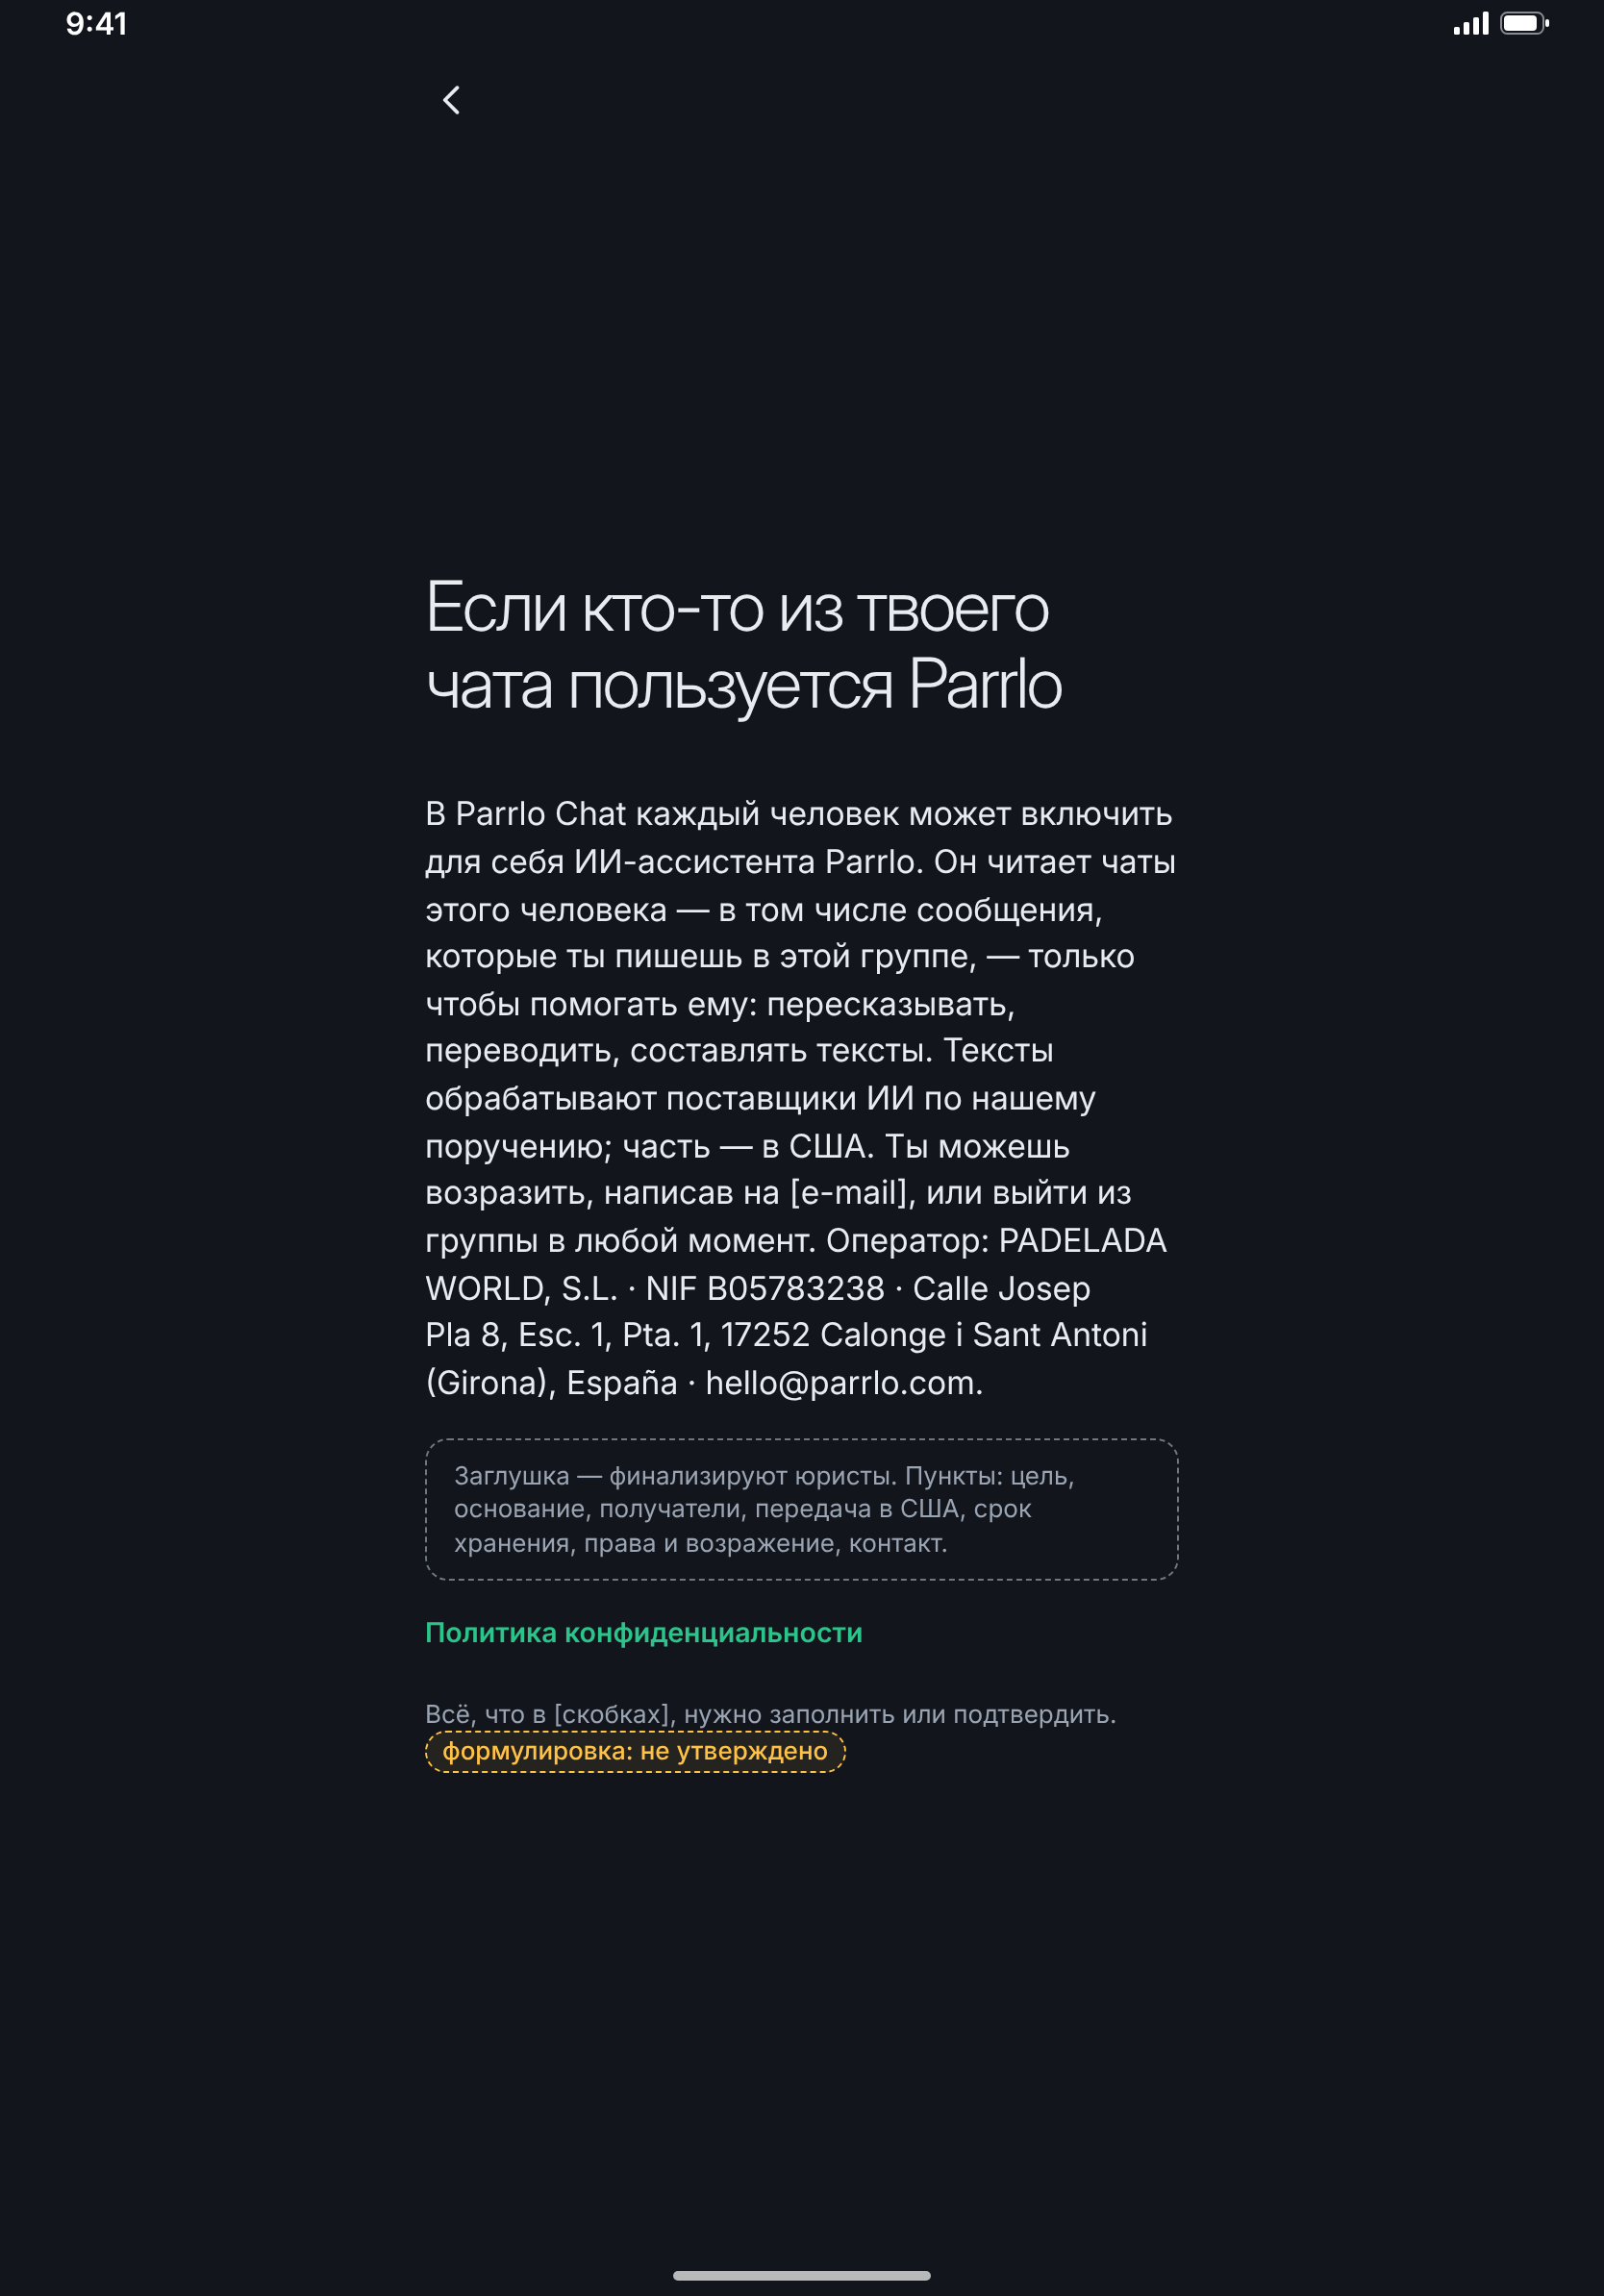 9:41
Если кто-то из твоего
чата пользуется Parrlo
В Parrlo Chat каждый человек может включить
для себя ИИ-ассистента Parrlo. Он читает чаты
этого человека — в том числе сообщения,
которые ты пишешь в этой группе, — только
чтобы помогать ему: пересказывать,
переводить, составлять тексты. Тексты
обрабатывают поставщики ИИ по нашему
поручению; часть — в США. Ты можешь
возразить, написав на [e-mail], или выйти из
группы в любой момент. Оператор: PADELADA
WORLD, S.L. · NIF B05783238 · Calle Josep
Pla 8, Esc. 1, Pta. 1, 17252 Calonge i Sant Antoni
(Girona), España · hello@parrlo.com.
Заглушка — финализируют юристы. Пункты: цель,
основание, получатели, передача в США, срок
хранения, права и возражение, контакт.
Политика конфиденциальности
Всё, что в [скобках], нужно заполнить или подтвердить.
формулировка: не утверждено